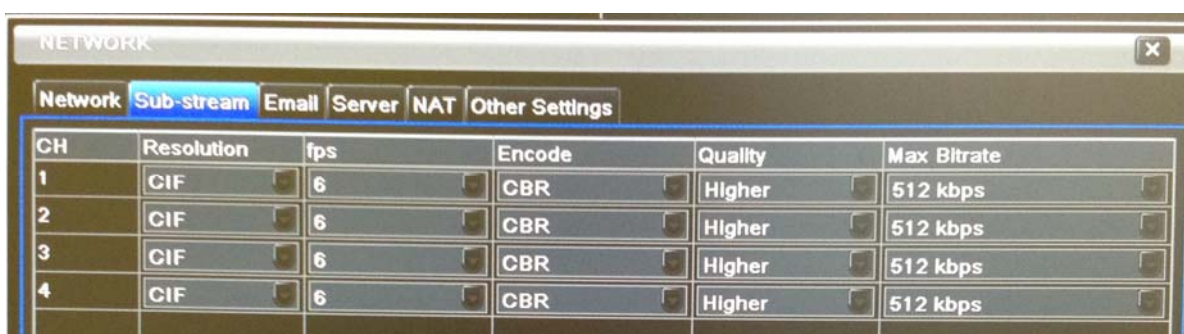 NETWORK
Network Sub-stream Email Server NAT Other Settings
CH Resolution fps Encode Quality Max Bitrate
1 CIF 6 CBR Higher 512 kbps
2 CIF 6 CBR Higher 512 kbps
3 CIF 6 CBR Higher 512 kbps
4 CIF 6 CBR Higher 512 kbps